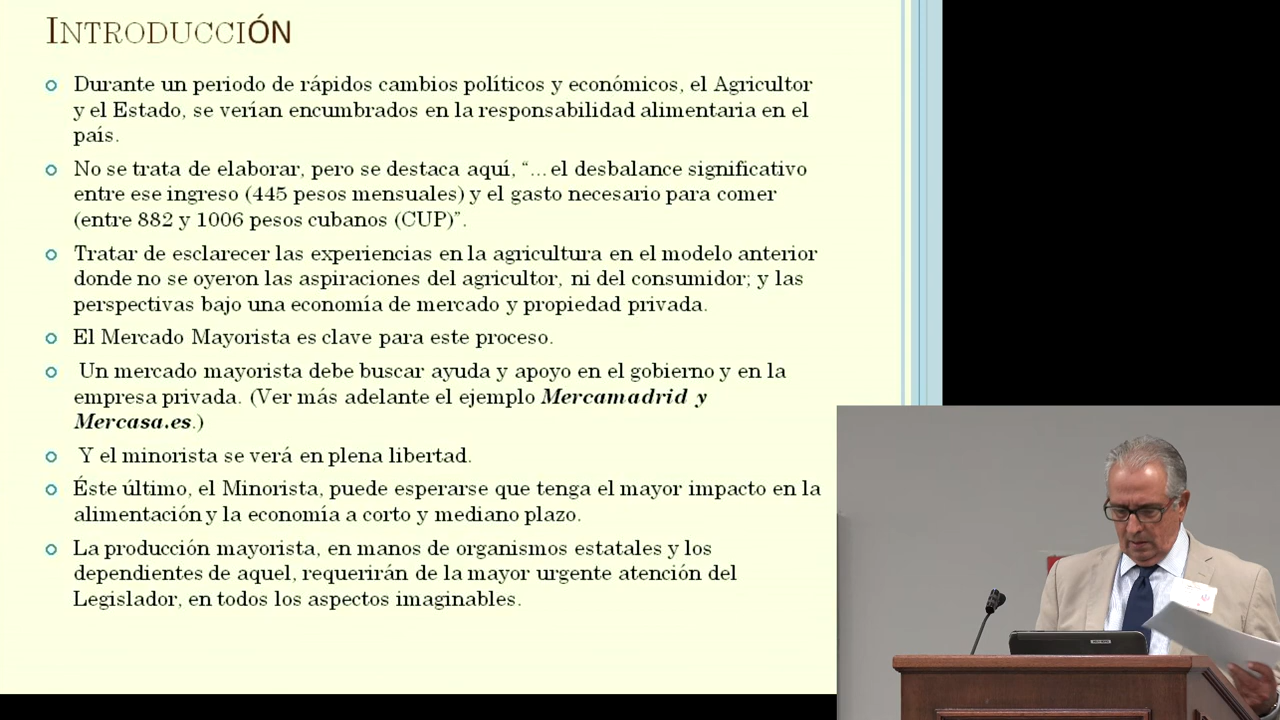 INTRODUCCIÓN
Durante un periodo de rápidos cambios políticos y económicos, el Agricultor
y el Estado, se verían encumbrados en la responsabilidad alimentaria en el
país.
No se trata de elaborar, pero se destaca aquí, “... el desbalance significativo
entre ese ingreso (445 pesos mensuales) y el gasto necesario para comer
(entre 882 y 1006 pesos cubanos (CUP)”.
Tratar de esclarecer las experiencias en la agricultura en el modelo anterior
donde no se oyeron las aspiraciones del agricultor, ni del consumidor; y las
perspectivas bajo una economía de mercado y propiedad privada.
El Mercado Mayorista es clave para este proceso.
Un mercado mayorista debe buscar ayuda y apoyo en el gobierno y en la
empresa privada. (Ver más adelante el ejemplo Mercamadrid y
Mercasa.es.)
Y el minorista se verá en plena libertad.
Éste último, el Minorista, puede esperarse que tenga el mayor impacto en la
alimentación y la economía a corto y mediano plazo.
La producción mayorista, en manos de organismos estatales y los
dependientes de aquel, requerirán de la mayor urgente atención del
Legislador, en todos los aspectos imaginables.